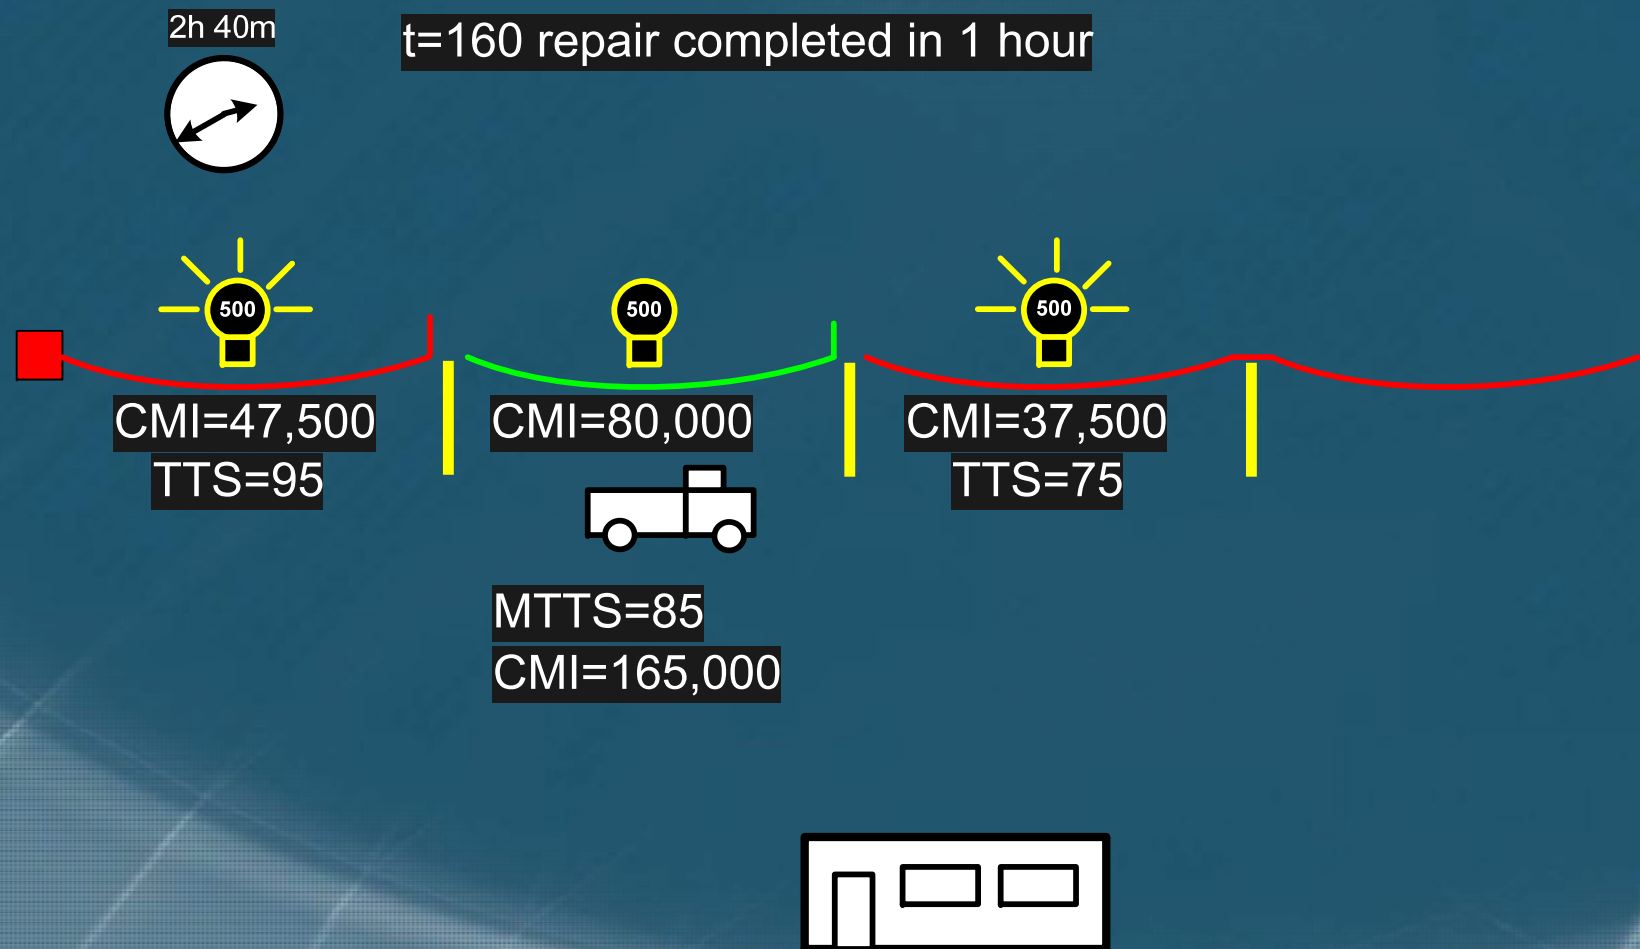 2h 40m
t=160 repair completed in 1 hour
500
500
500
CMI=47,500
CMI=80,000
CMI=37,500
TTS=95
TTS=75
MTTS=85
CMI=165,000